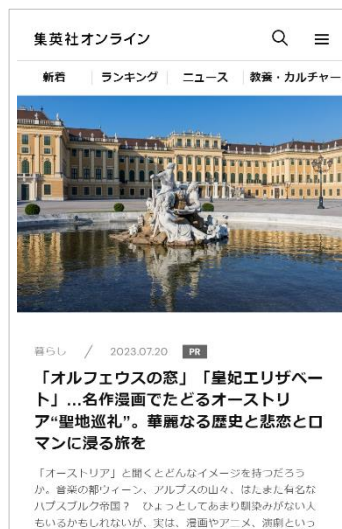 集英社オンライン
新着 ランキング ニュース 教養・カルチャー
暮らし / 2023.07.20 PR
「オルフェウスの窓」「皇妃エリザベー
ト」…名作漫画でたどるオーストリ
ア“聖地巡礼”。華麗なる歴史と悲恋とロ
マンに浸る旅を
「オーストリア」と聞くとどんなイメージを持つだろう
か。音楽の都ウィーン、アルプスの山々、はたまた有名な
ハプスブルク帝国？ ひょっとしてあまり馴染みがない人
もいるかもしれないが、実は、漫画やアニメ、演劇といっ